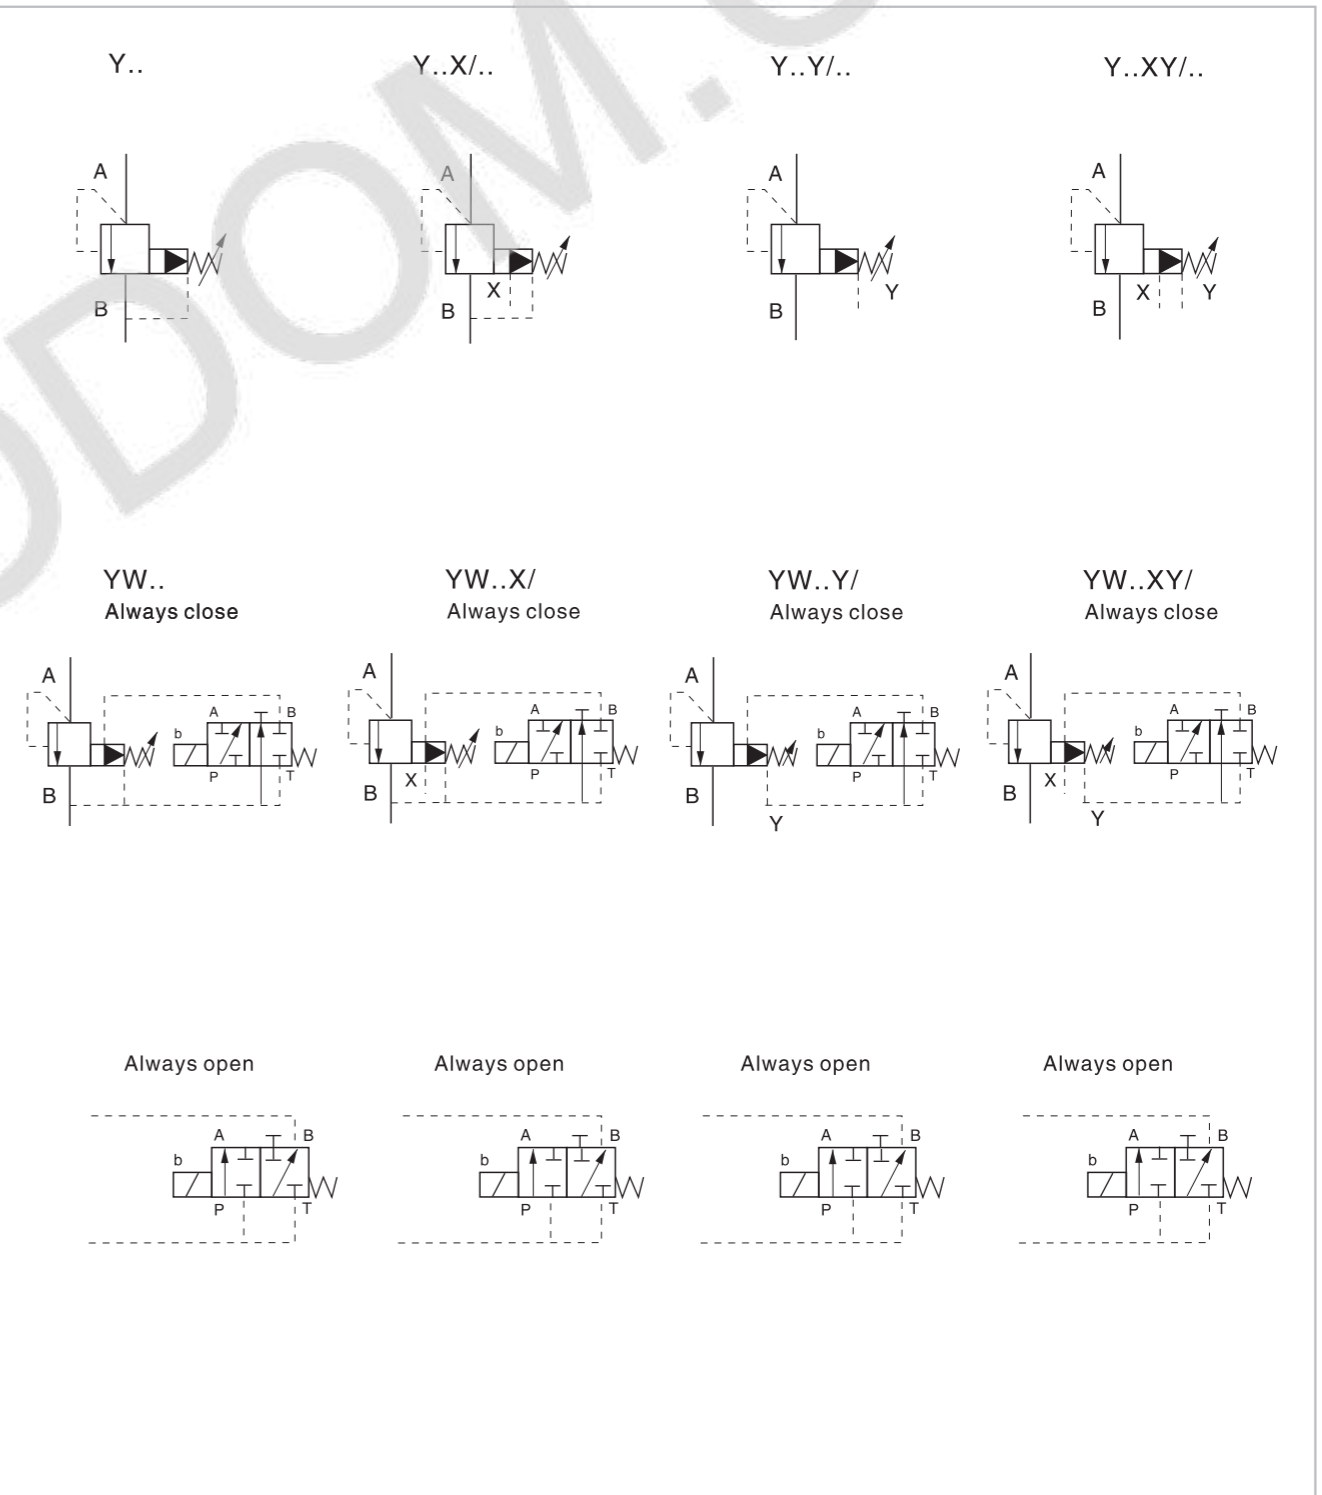 Y.. Y..X/.. Y..Y/.. Y..XY/..
A A A A
X Y X Y
B B B B
YW.. YW..X/ YW..Y/ YW..XY/
Always close Always close Always close Always close
A A A A
A B A B A B A B
b b b b
P T X P T P T X P T
B B B B
Y Y
Always open Always open Always open Always open
A B A B A B A B
b b b b
P T P T P T P T